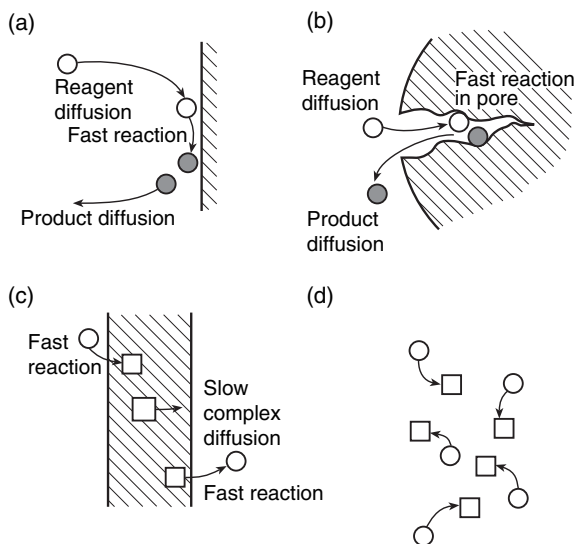 (a)
Reagent
diffusion
Fast reaction
Product diffusion
(b)
Reagent
diffusion
Fast reaction
in pore
Product
diffusion
(c)
Fast
reaction
Slow
complex
diffusion
Fast reaction
(d)